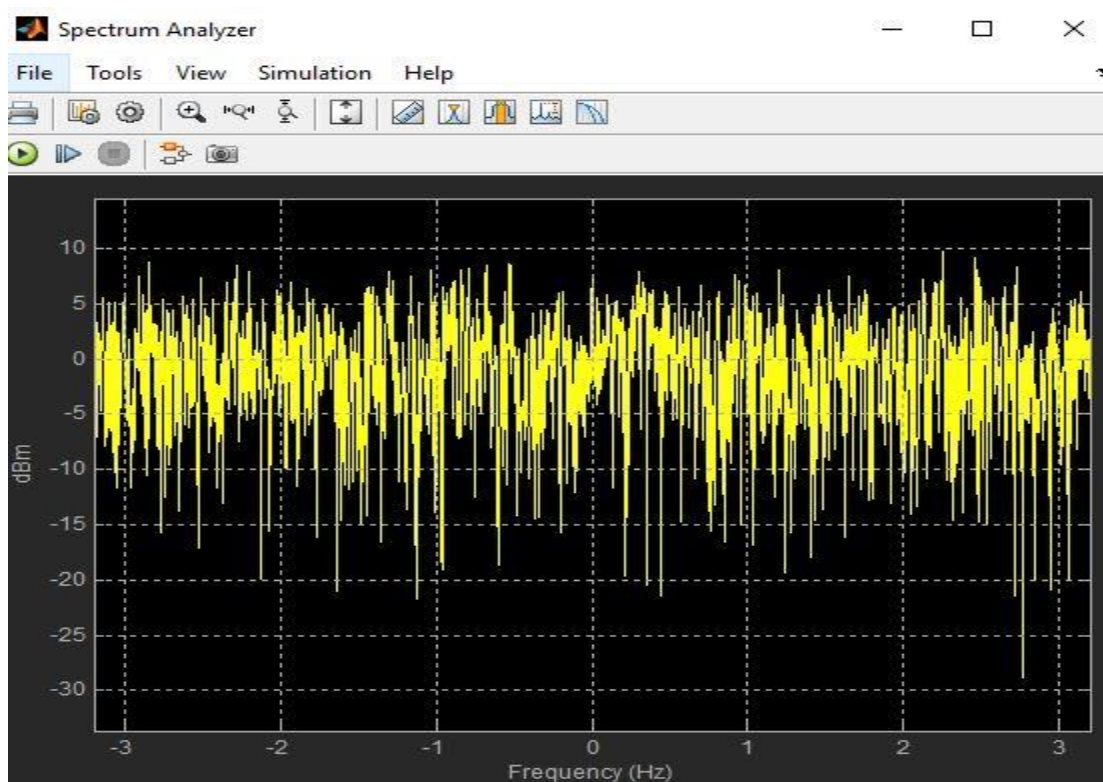 Spectrum Analyzer
File Tools View Simulation Help
10
5
0
-5
-10
-15
-20
-25
-30
dBm
-3 -2 -1 0 1 2 3
Frequency (Hz)